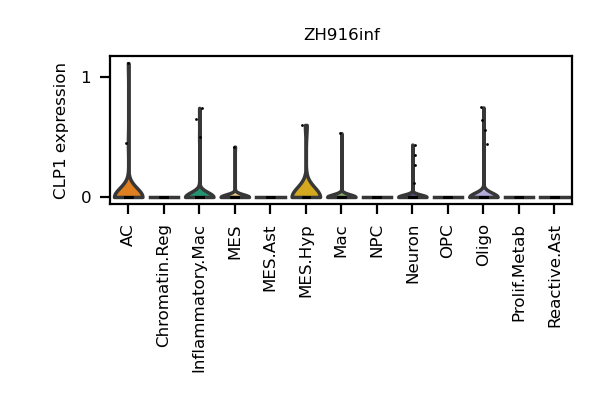 ZH916inf
CLP1 expression
1
0
AC
Chromatin.Reg
Inflammatory.Mac
MES
MES.Ast
MES.Hyp
Mac
NPC
Neuron
OPC
Oligo
Prolif.Metab
Reactive.Ast